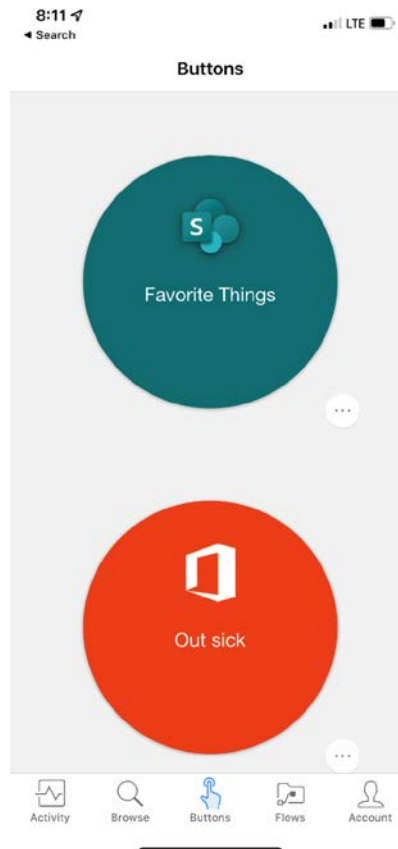 8:11
◀ Search
LTE
Buttons
S
Favorite Things
...
Out sick
...
Activity
Browse
Buttons
Flows
Account